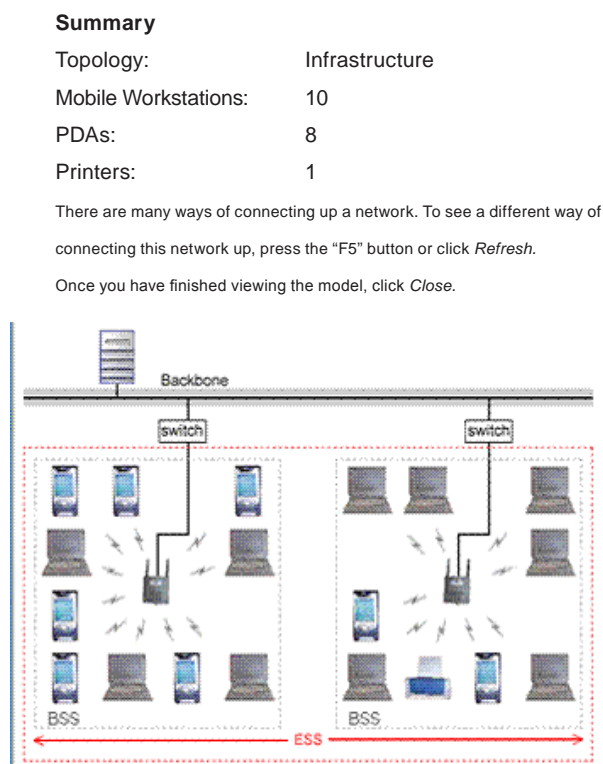 Summary
Topology: Infrastructure
Mobile Workstations: 10
PDAs: 8
Printers: 1
There are many ways of connecting up a network. To see a different way of
connecting this network up, press the “F5” button or click Refresh.
Once you have finished viewing the model, click Close.
Backbone
switch switch
BSS BSS
ESS